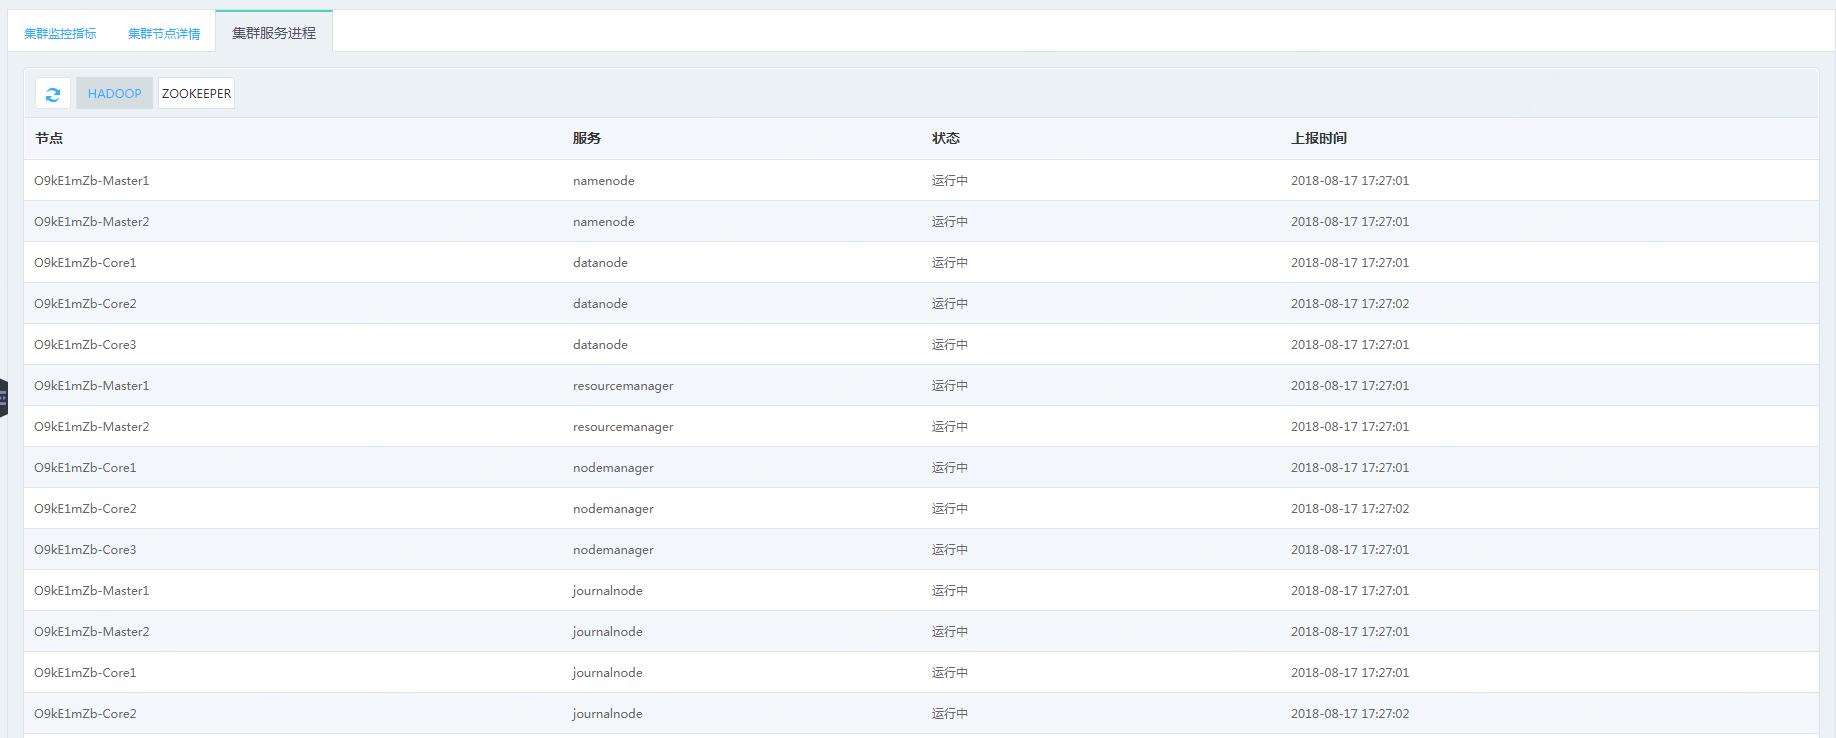 集群监控指标 集群节点详情 集群服务进程
HADOOP ZOOKEEPER
节点 服务 状态 上报时间
O9kE1mZb-Master1 namenode 运行中 2018-08-17 17:27:01
O9kE1mZb-Master2 namenode 运行中 2018-08-17 17:27:01
O9kE1mZb-Core1 datanode 运行中 2018-08-17 17:27:01
O9kE1mZb-Core2 datanode 运行中 2018-08-17 17:27:02
O9kE1mZb-Core3 datanode 运行中 2018-08-17 17:27:01
O9kE1mZb-Master1 resourcemanager 运行中 2018-08-17 17:27:01
O9kE1mZb-Master2 resourcemanager 运行中 2018-08-17 17:27:01
O9kE1mZb-Core1 nodemanager 运行中 2018-08-17 17:27:01
O9kE1mZb-Core2 nodemanager 运行中 2018-08-17 17:27:02
O9kE1mZb-Core3 nodemanager 运行中 2018-08-17 17:27:01
O9kE1mZb-Master1 journalnode 运行中 2018-08-17 17:27:01
O9kE1mZb-Master2 journalnode 运行中 2018-08-17 17:27:01
O9kE1mZb-Core1 journalnode 运行中 2018-08-17 17:27:01
O9kE1mZb-Core2 journalnode 运行中 2018-08-17 17:27:02